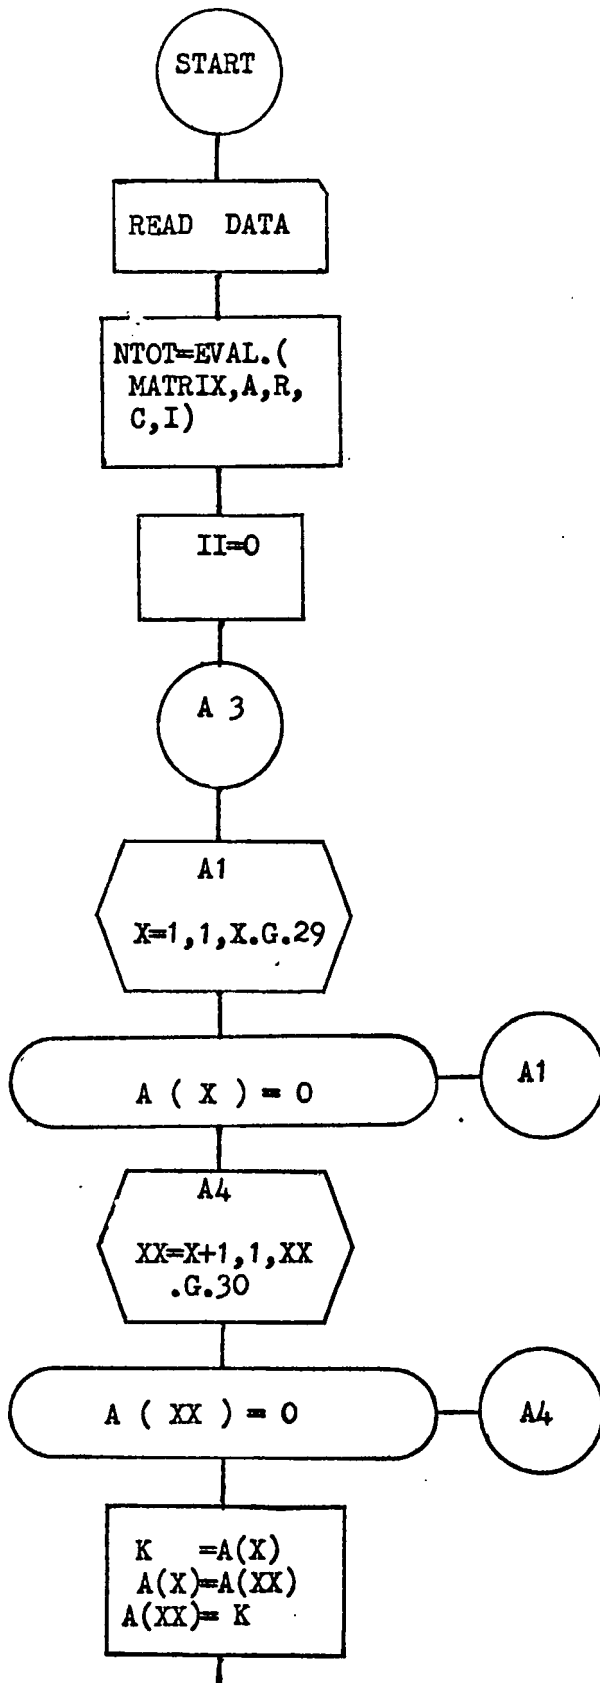 START
READ DATA
NTOT=EVAL.(
MATRIX,A,R,
C,I)
II=0
A 3
A1
X=1,1,X.G.29
A ( X ) = 0
A1
A4
XX=X+1,1,XX
.G.30
A ( XX ) = 0
A4
K =A(X)
A(X)=A(XX)
A(XX)= K